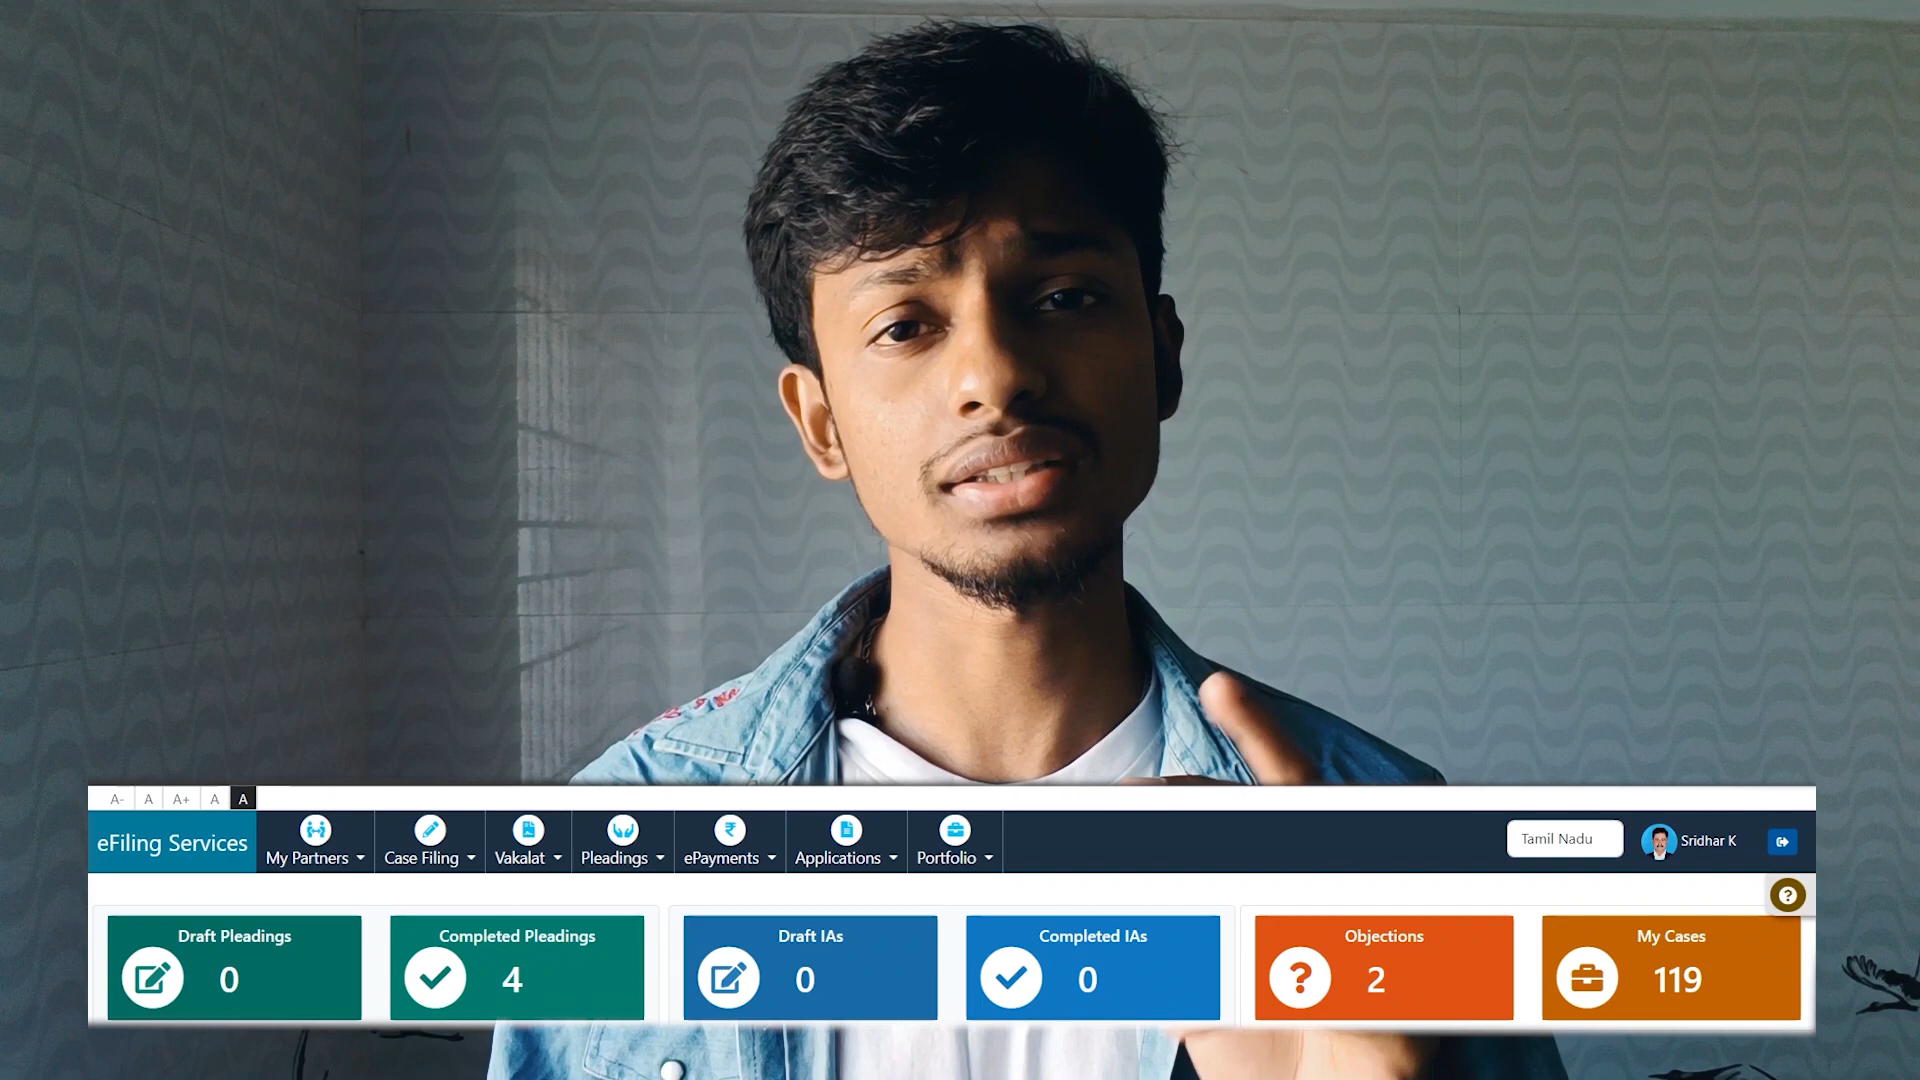 A- A A+ A A
eFiling Services My Partners Case Filing Vakalat Pleadings ePayments Applications Portfolio Tamil Nadu Sridhar K
Draft Pleadings Completed Pleadings Draft IAs Completed IAs Objections My Cases
0 4 0 0 2 119